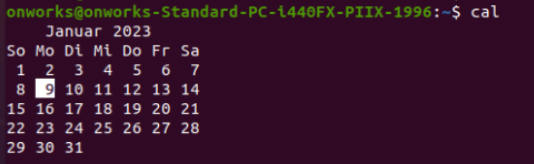 onworks@onworks-Standard-PC-i440FX-PIIX-1996:~$ cal
    Januar 2023
So Mo Di Mi Do Fr Sa
 1  2  3  4  5  6  7
 8  9 10 11 12 13 14
15 16 17 18 19 20 21
22 23 24 25 26 27 28
29 30 31